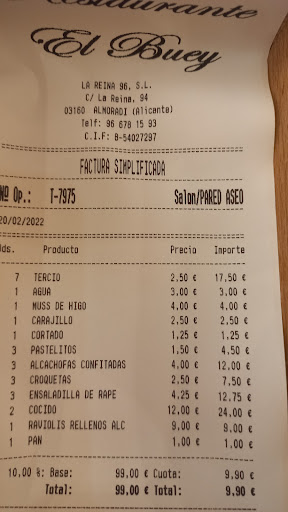 Restaurante
El Buey
LA REINA 96, S.L.
C/ La Reina, 94
03160 ALMORADI (Alicante)
Telf: 96 678 15 93
C.I.F: B-54027297
FACTURA SIMPLIFICADA
Nº Op.: T-7975 Salon/PARED ASEO
20/02/2022
Uds. Producto Precio Importe
7 TERCIO 2,50 € 17,50 €
1 AGUA 3,00 € 3,00 €
1 MUSS DE HIGO 4,00 € 4,00 €
1 CARAJILLO 2,50 € 2,50 €
1 CORTADO 1,25 € 1,25 €
3 PASTELITOS 1,50 € 4,50 €
3 ALCACHOFAS CONFITADAS 4,00 € 12,00 €
3 CROQUETAS 2,50 € 7,50 €
3 ENSALADILLA DE RAPE 4,25 € 12,75 €
2 COCIDO 12,00 € 24,00 €
1 RAVIOLIS RELLENOS ALC 9,00 € 9,00 €
1 PAN 1,00 € 1,00 €
10,00 %: Base: 99,00 € Cuota: 9,90 €
Total: 99,00 € Total: 9,90 €